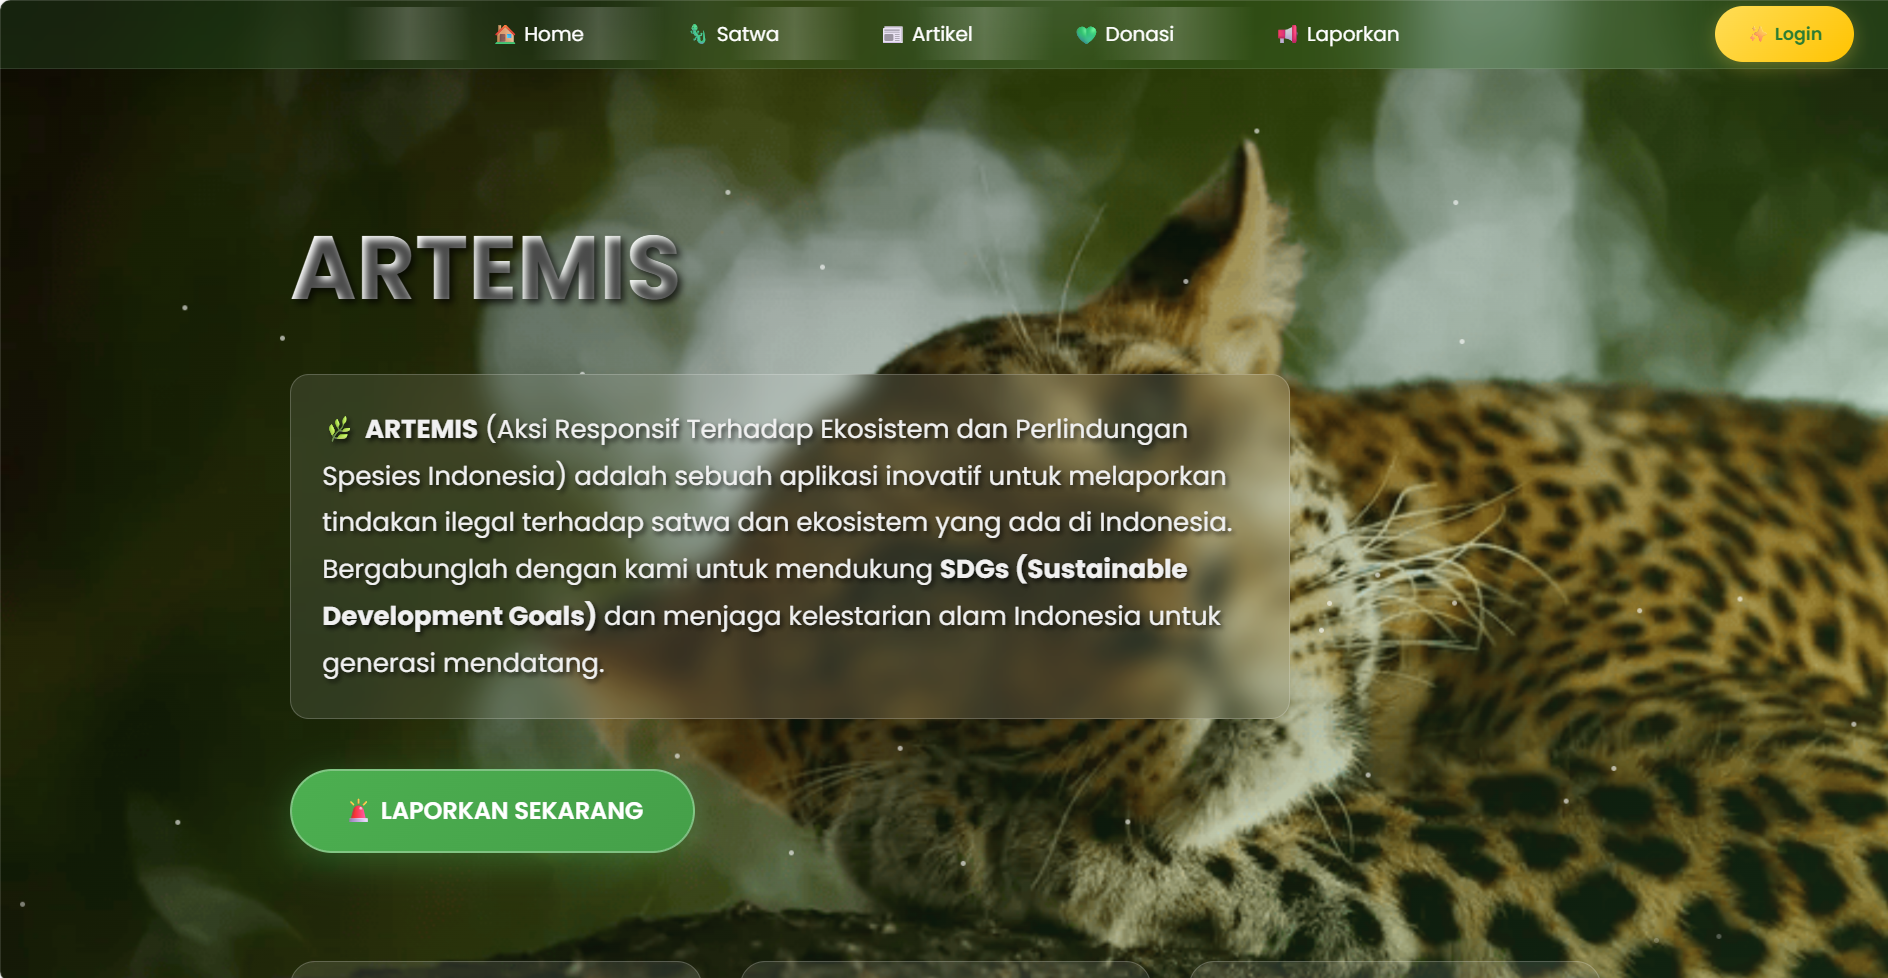 🏠 Home
🦎 Satwa
📰 Artikel
💚 Donasi
📢 Laporkan
✨ Login
ARTEMIS
🌿 ARTEMIS (Aksi Responsif Terhadap Ekosistem dan Perlindungan
Spesies Indonesia) adalah sebuah aplikasi inovatif untuk melaporkan
tindakan ilegal terhadap satwa dan ekosistem yang ada di Indonesia.
Bergabunglah dengan kami untuk mendukung SDGs (Sustainable
Development Goals) dan menjaga kelestarian alam Indonesia untuk
generasi mendatang.
🚨 LAPORKAN SEKARANG